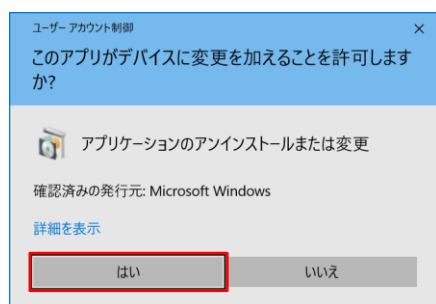 ユーザー アカウント制御
このアプリがデバイスに変更を加えることを許可します
か?
アプリケーションのアンインストールまたは変更
確認済みの発行元: Microsoft Windows
詳細を表示
はい
いいえ